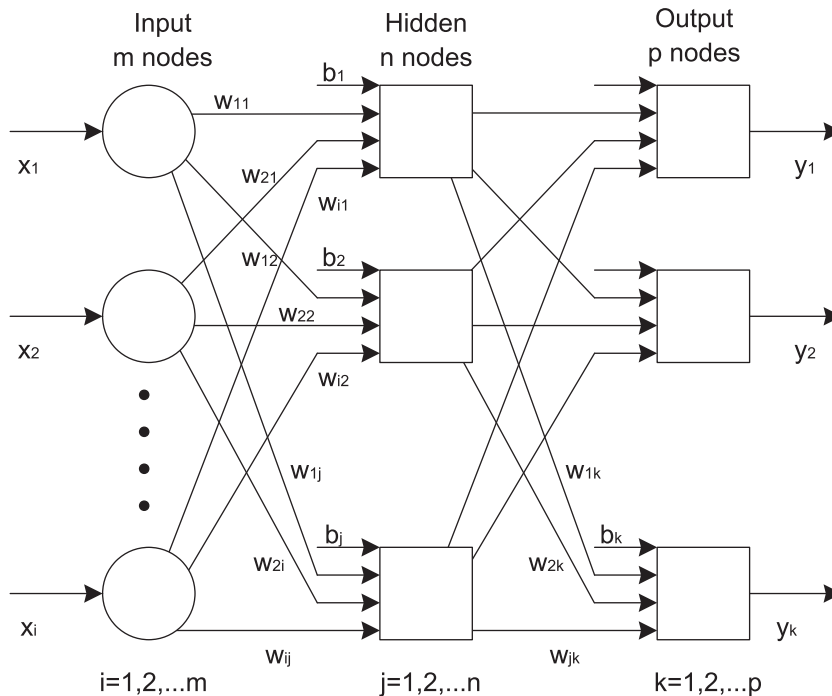 Input
m nodes
Hidden
n nodes
Output
p nodes
b1
w11
x1
y1
w21
wi1
w12
b2
w22
x2
y2
wi2
w1j
w1k
bj
bk
w2i
w2k
xi
yk
wij
wjk
i=1,2,...m
j=1,2,...n
k=1,2,...p